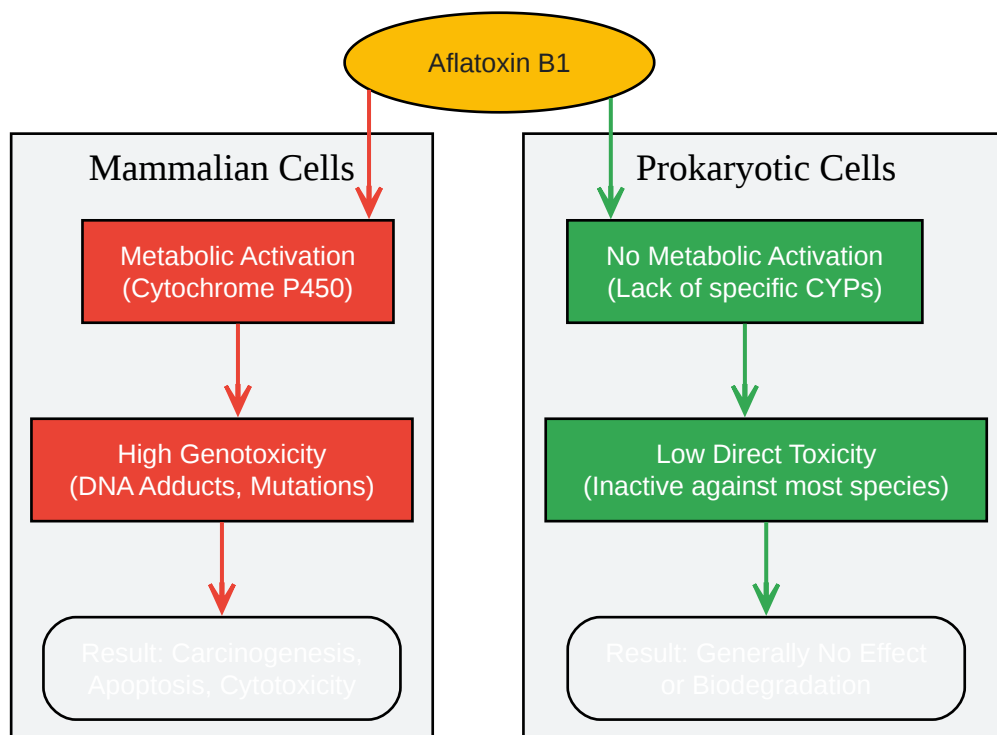 Aflatoxin B1
Mammalian Cells
Metabolic Activation
(Cytochrome P450)
High Genotoxicity
(DNA Adducts, Mutations)
Result: Carcinogenesis,
Apoptosis, Cytotoxicity
Prokaryotic Cells
No Metabolic Activation
(Lack of specific CYPs)
Low Direct Toxicity
(Inactive against most species)
Result: Generally No Effect
or Biodegradation